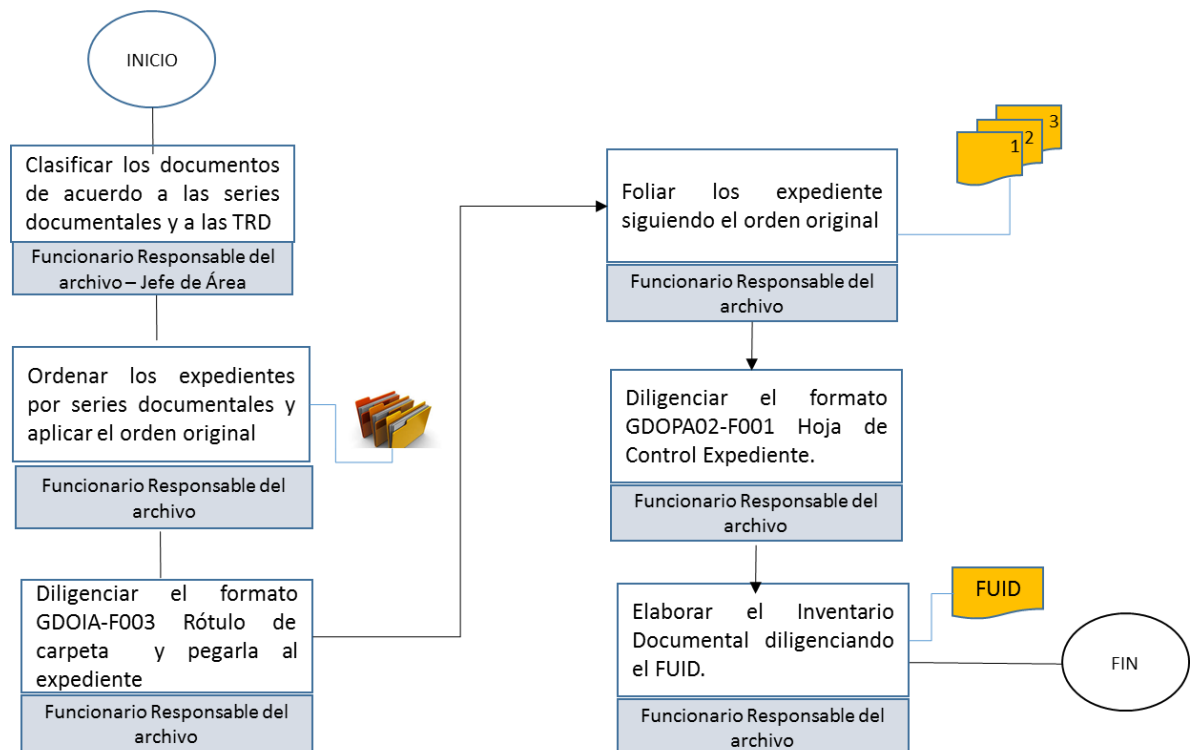 INICIO
Clasificar los documentos
de acuerdo a las series
documentales y a las TRD
Funcionario Responsable del
archivo – Jefe de Área
Ordenar los expedientes
por series documentales y
aplicar el orden original
Funcionario Responsable del
archivo
Diligenciar el formato
GDOIA-F003 Rótulo de
carpeta y pegarla al
expediente
Funcionario Responsable del
archivo
1
2
3
Foliar los expediente
siguiendo el orden original
Funcionario Responsable del
archivo
Diligenciar el formato
GDOPA02-F001 Hoja de
Control Expediente.
Funcionario Responsable del
archivo
Elaborar el Inventario
Documental diligenciando
el FUID.
Funcionario Responsable del
archivo
FUID
FIN